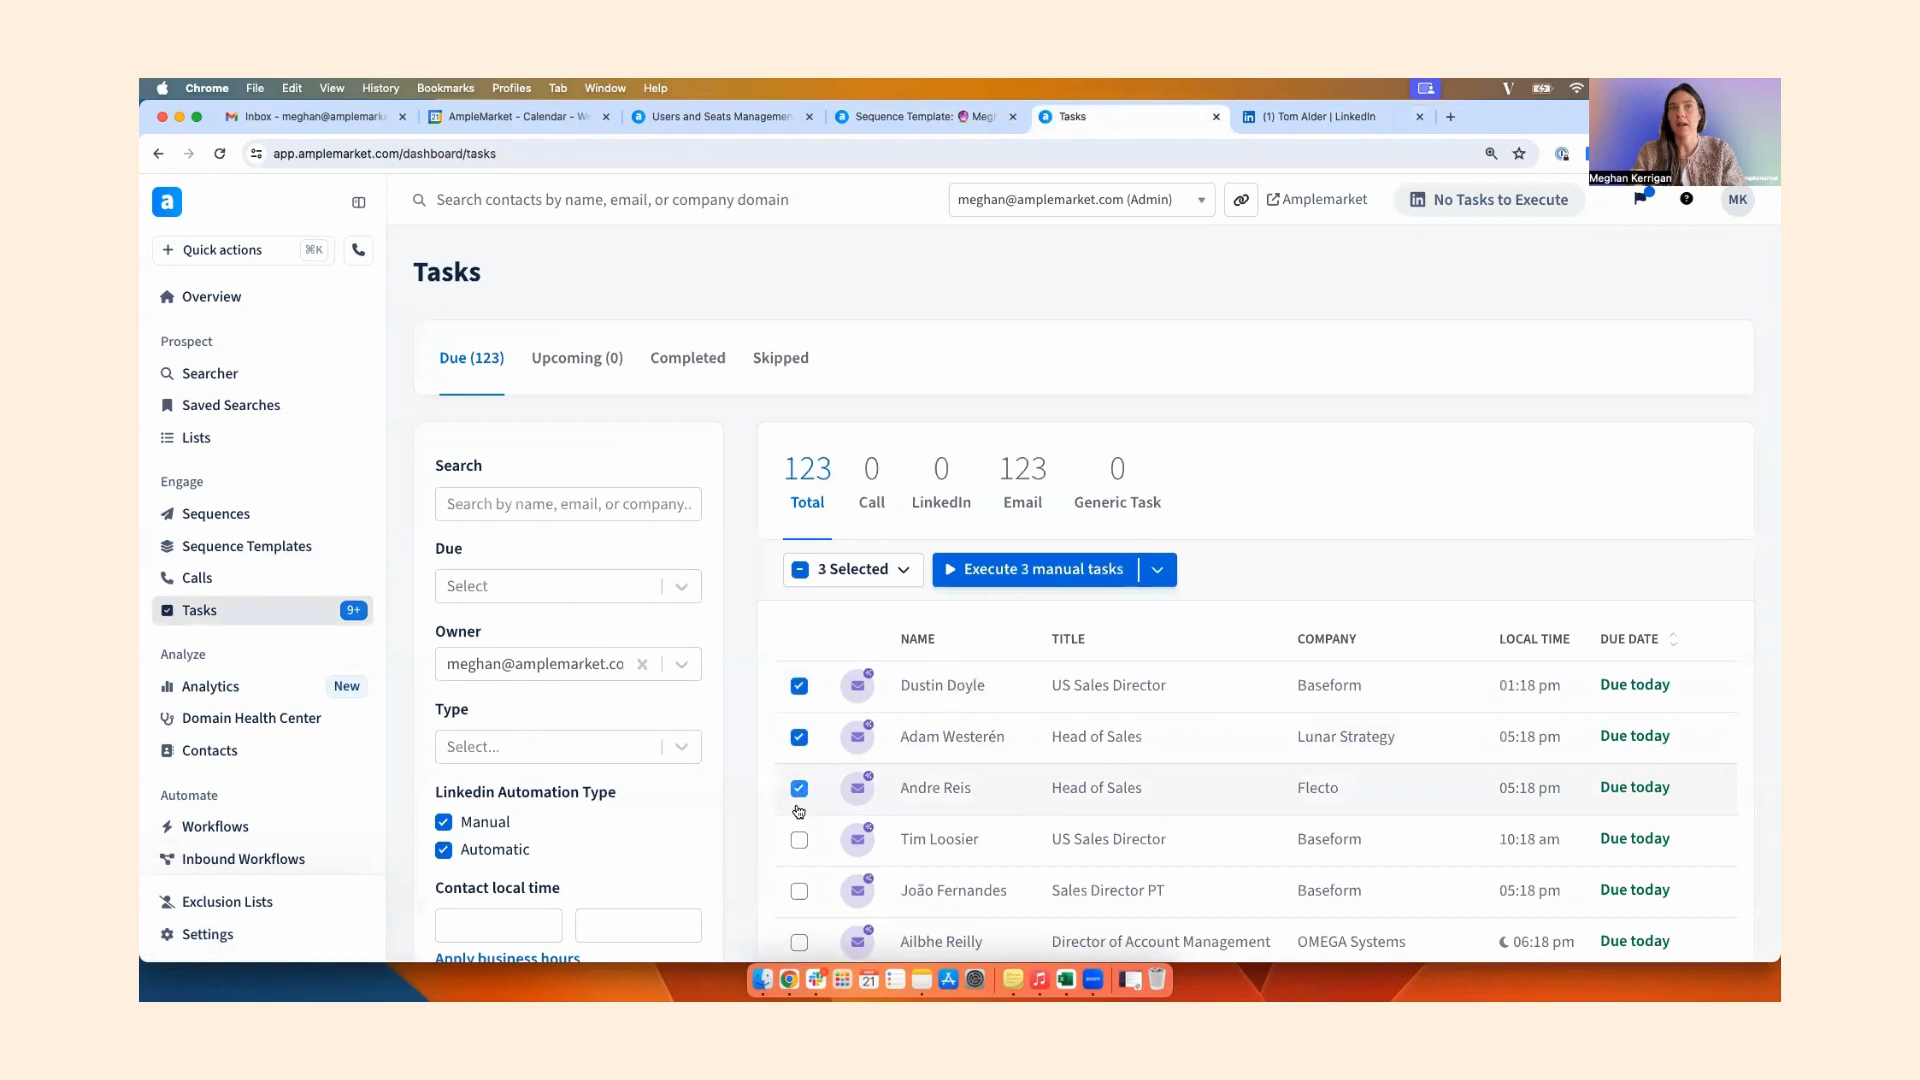 Chrome File Edit View History Bookmarks Profiles Tab Window Help
Inbox - meghan@amplemark
AmpleMarket - Calendar - W
Users and Seats Managemen
Sequence Template: Megh
Tasks
(1) Tom Alder | LinkedIn
app.amplemarket.com/dashboard/tasks
Meghan Kerrigan
a
Search contacts by name, email, or company domain
meghan@amplemarket.com (Admin)
Amplemarket
No Tasks to Execute
MK
Quick actions ⌘K
Overview
Prospect
Searcher
Saved Searches
Lists
Engage
Sequences
Sequence Templates
Calls
Tasks 9+
Analyze
Analytics New
Domain Health Center
Contacts
Automate
Workflows
Inbound Workflows
Exclusion Lists
Settings
Tasks
Due (123) Upcoming (0) Completed Skipped
Search
Search by name, email, or company..
Due
Select
Owner
meghan@amplemarket.co
Type
Select...
Linkedin Automation Type
Manual
Automatic
Contact local time
Apply business hours
123 0 0 123 0
Total Call LinkedIn Email Generic Task
3 Selected
Execute 3 manual tasks
NAME TITLE COMPANY LOCAL TIME DUE DATE
Dustin Doyle US Sales Director Baseform 01:18 pm Due today
Adam Westerén Head of Sales Lunar Strategy 05:18 pm Due today
Andre Reis Head of Sales Flecto 05:18 pm Due today
Tim Loosier US Sales Director Baseform 10:18 am Due today
João Fernandes Sales Director PT Baseform 05:18 pm Due today
Ailbhe Reilly Director of Account Management OMEGA Systems 06:18 pm Due today
21